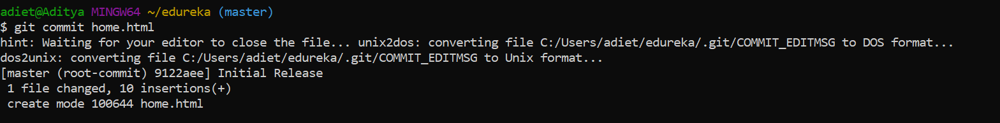 adiet@Aditya MINGW64 ~/edureka (master)
$ git commit home.html
hint: Waiting for your editor to close the file... unix2dos: converting file C:/Users/adiet/edureka/.git/COMMIT_EDITMSG to DOS format...
dos2unix: converting file C:/Users/adiet/edureka/.git/COMMIT_EDITMSG to Unix format...
[master (root-commit) 9122aee] Initial Release
 1 file changed, 10 insertions(+)
 create mode 100644 home.html